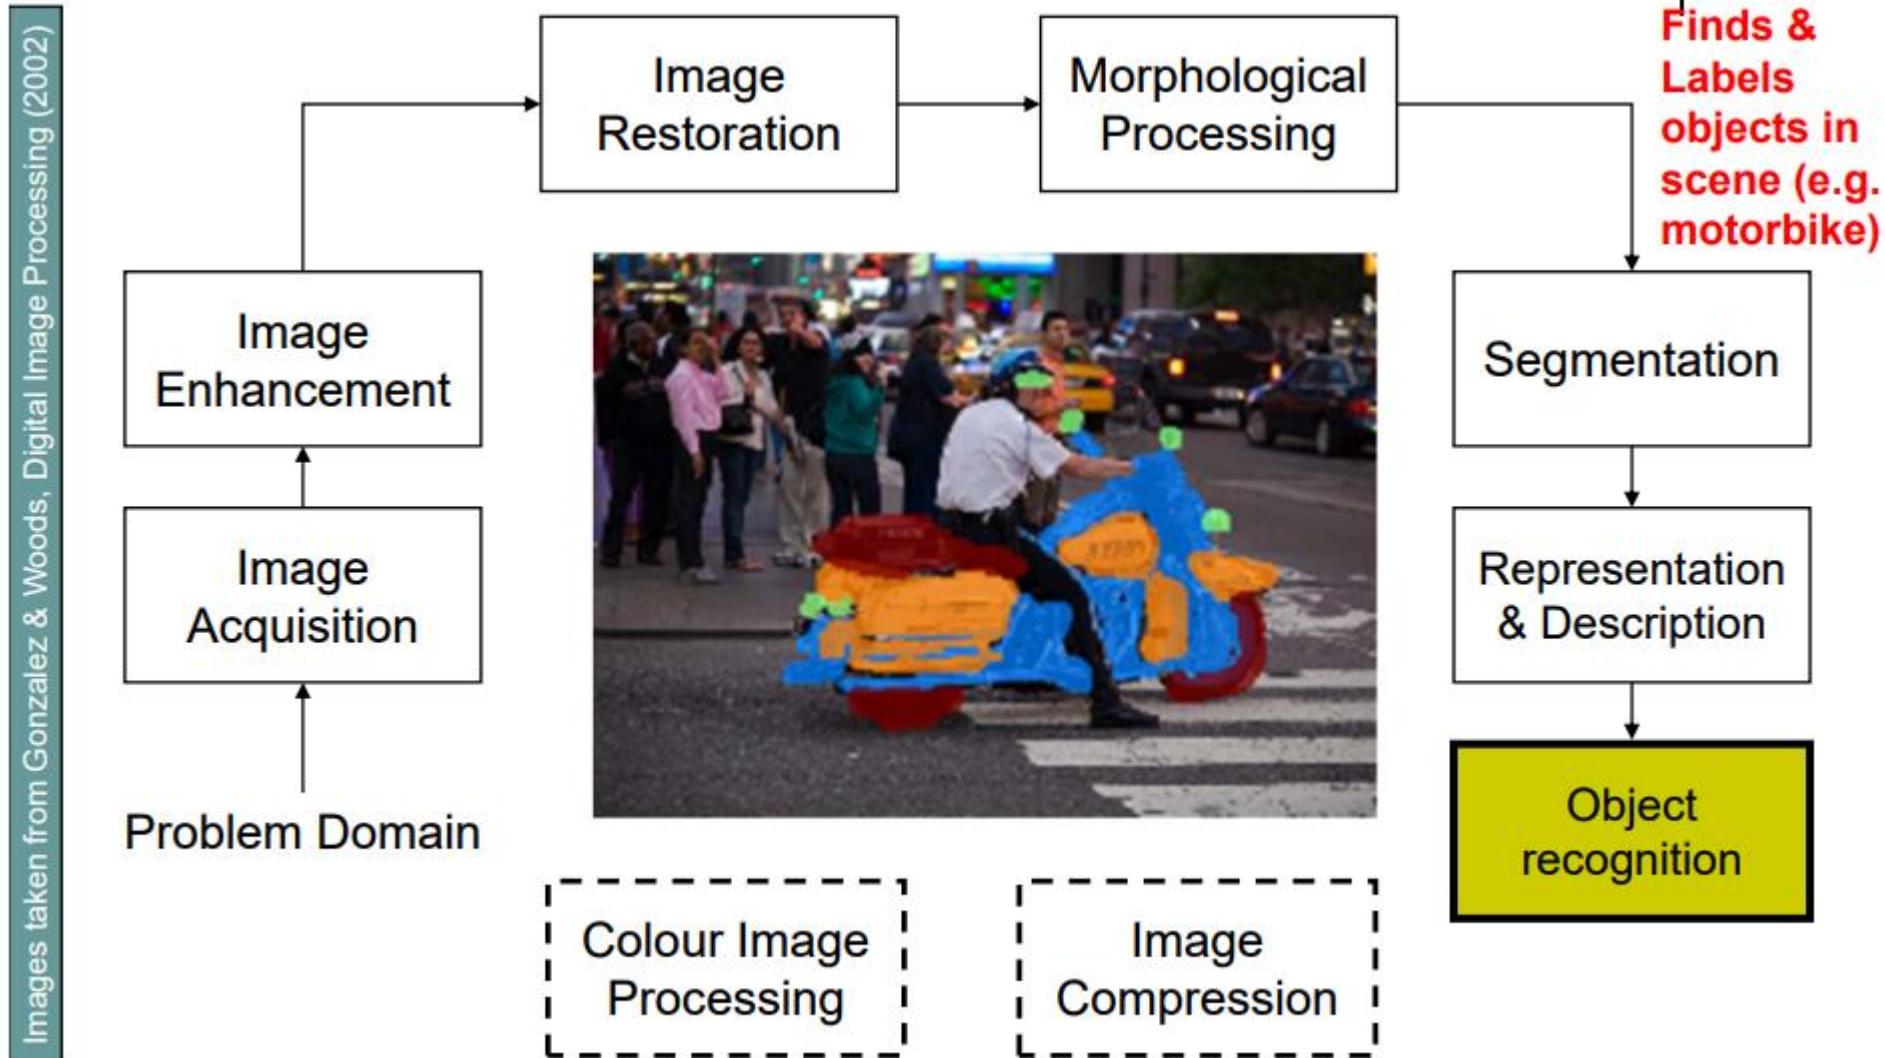 Images taken from Gonzalez & Woods, Digital Image Processing (2002)
Finds &
Labels
objects in
scene (e.g.
motorbike)
Image
Restoration
Morphological
Processing
Image
Enhancement
Segmentation
Image
Acquisition
Representation
& Description
Problem Domain
Object
recognition
Colour Image
Processing
Image
Compression